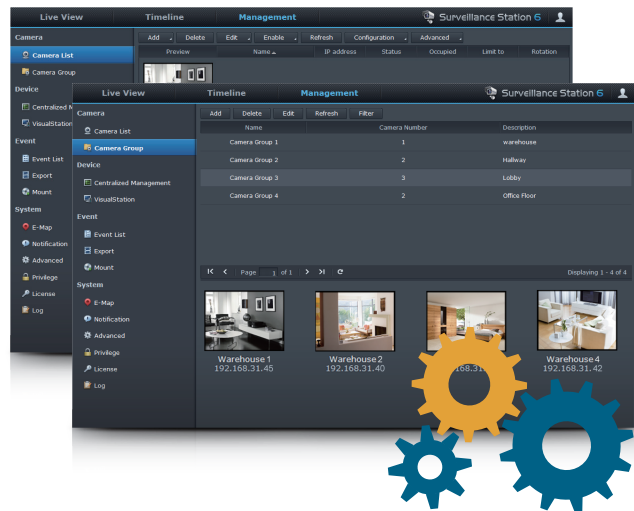 Live View Timeline Management Surveillance Station 6
Camera
Add Delete Edit Enable Refresh Configuration Advanced
Preview Name IP address Status Occupied Limit to Rotation
Camera List
Camera Group
Device
Centralized M
VisualStation
Event
Event List
Export
Mount
System
E-Map
Notification
Advanced
Privilege
License
Log
Live View Timeline Management Surveillance Station 6
Camera
Add Delete Edit Refresh Filter
Name Camera Number Description
Camera List
Camera Group
Camera Group 1 1 warehouse
Camera Group 2 2 Hallway
Camera Group 3 3 Lobby
Camera Group 4 2 Office Floor
Device
Centralized Management
VisualStation
Event
Event List
Export
Mount
System
E-Map
Notification
Advanced
Privilege
License
Log
Page 1 of 1 Displaying 1 - 4 of 4
Warehouse 1 Warehouse 2 Warehouse 4
192.168.31.45 192.168.31.40 192.168.31.42